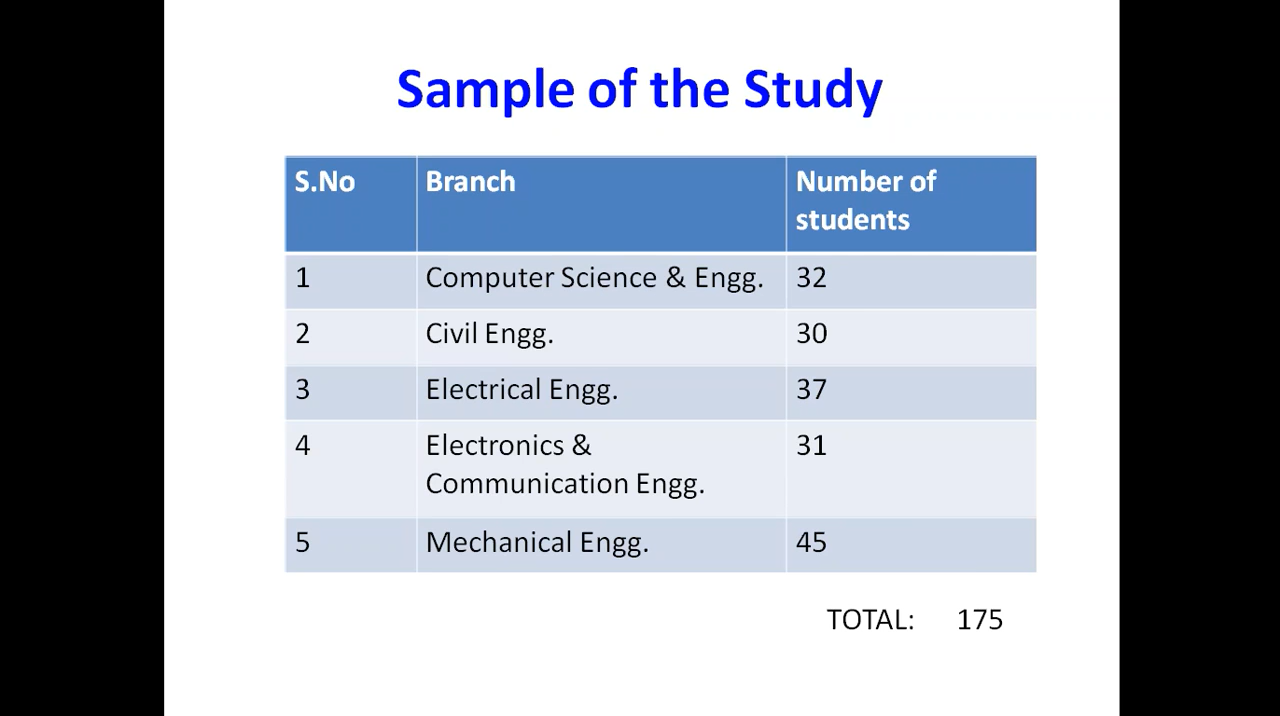 Sample of the Study
S.No Branch Number of
students
1 Computer Science & Engg. 32
2 Civil Engg. 30
3 Electrical Engg. 37
4 Electronics & 31
Communication Engg.
5 Mechanical Engg. 45
TOTAL: 175